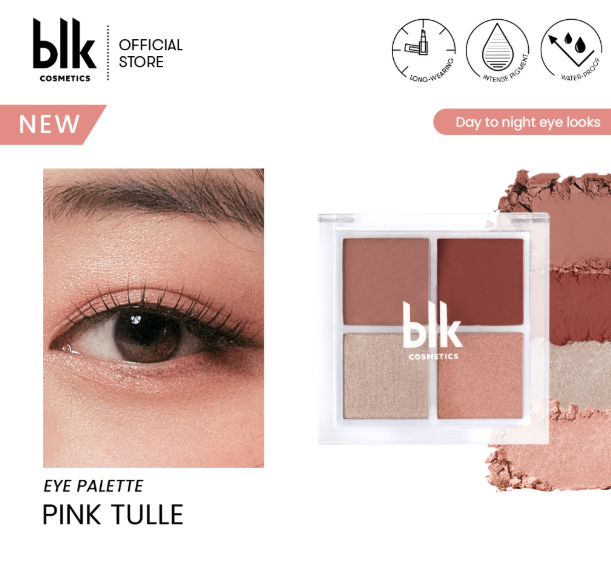 blk
COSMETICS
OFFICIAL
STORE
LONG-WEARING
INTENSE PIGMENT
WATER-PROOF
NEW
Day to night eye looks
blk
COSMETICS
EYE PALETTE
PINK TULLE